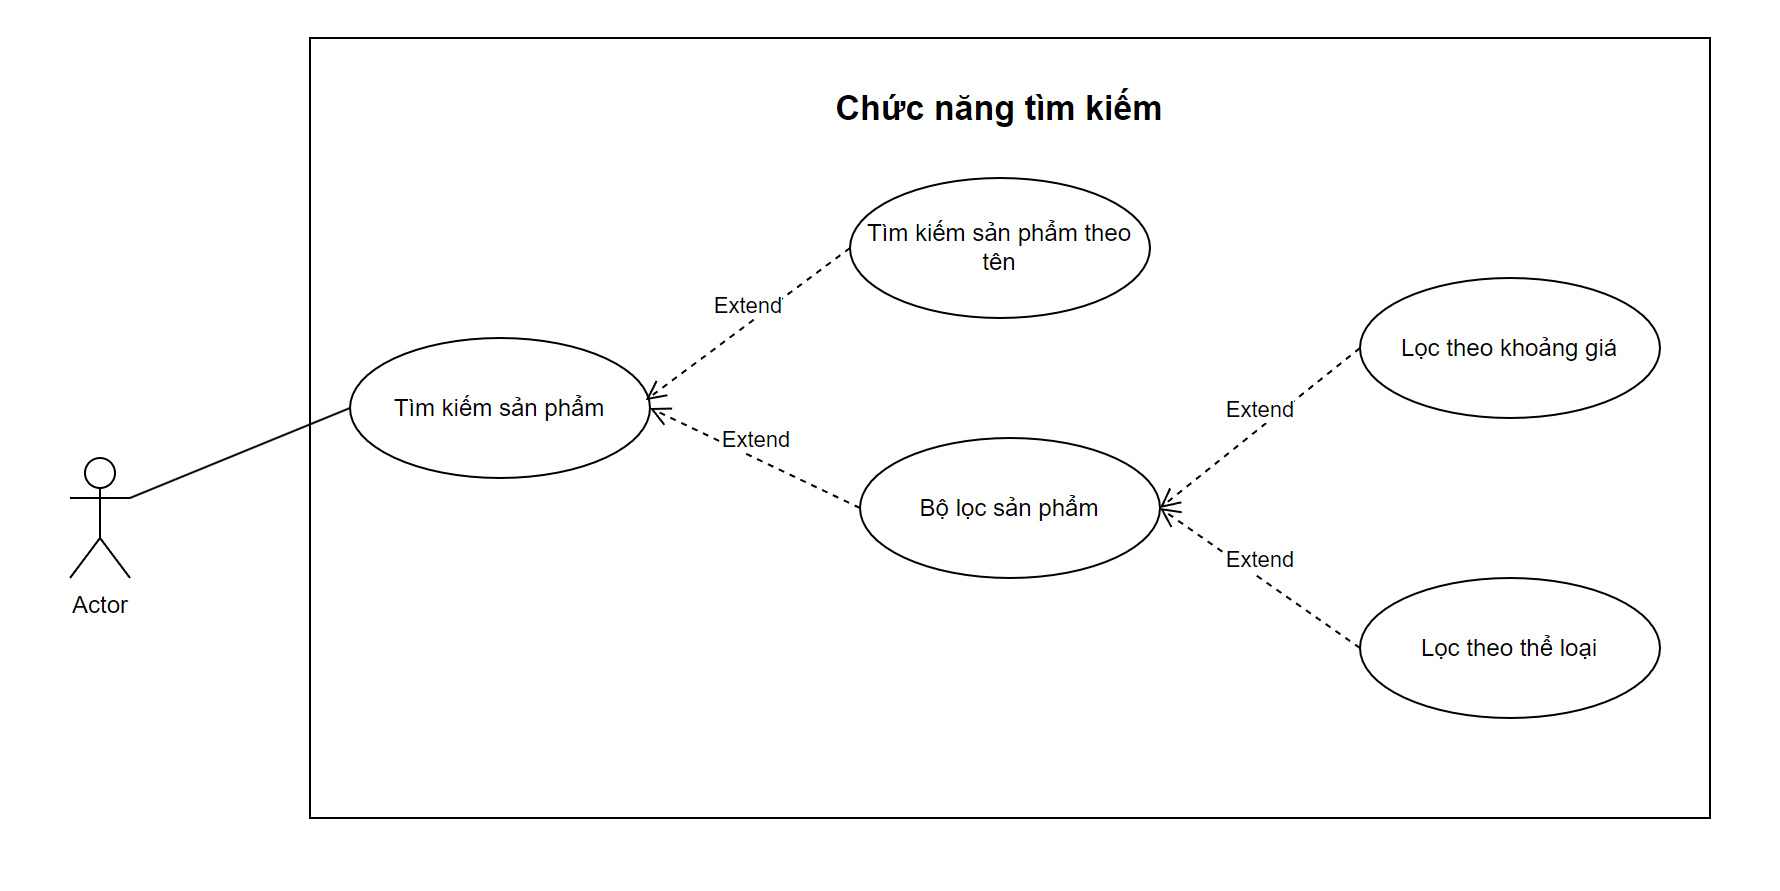 Chức năng tìm kiếm
Tìm kiếm sản phẩm theo
tên
Extend
Lọc theo khoảng giá
Tìm kiếm sản phẩm
Extend
Extend
Bộ lọc sản phẩm
Extend
Actor
Lọc theo thể loại